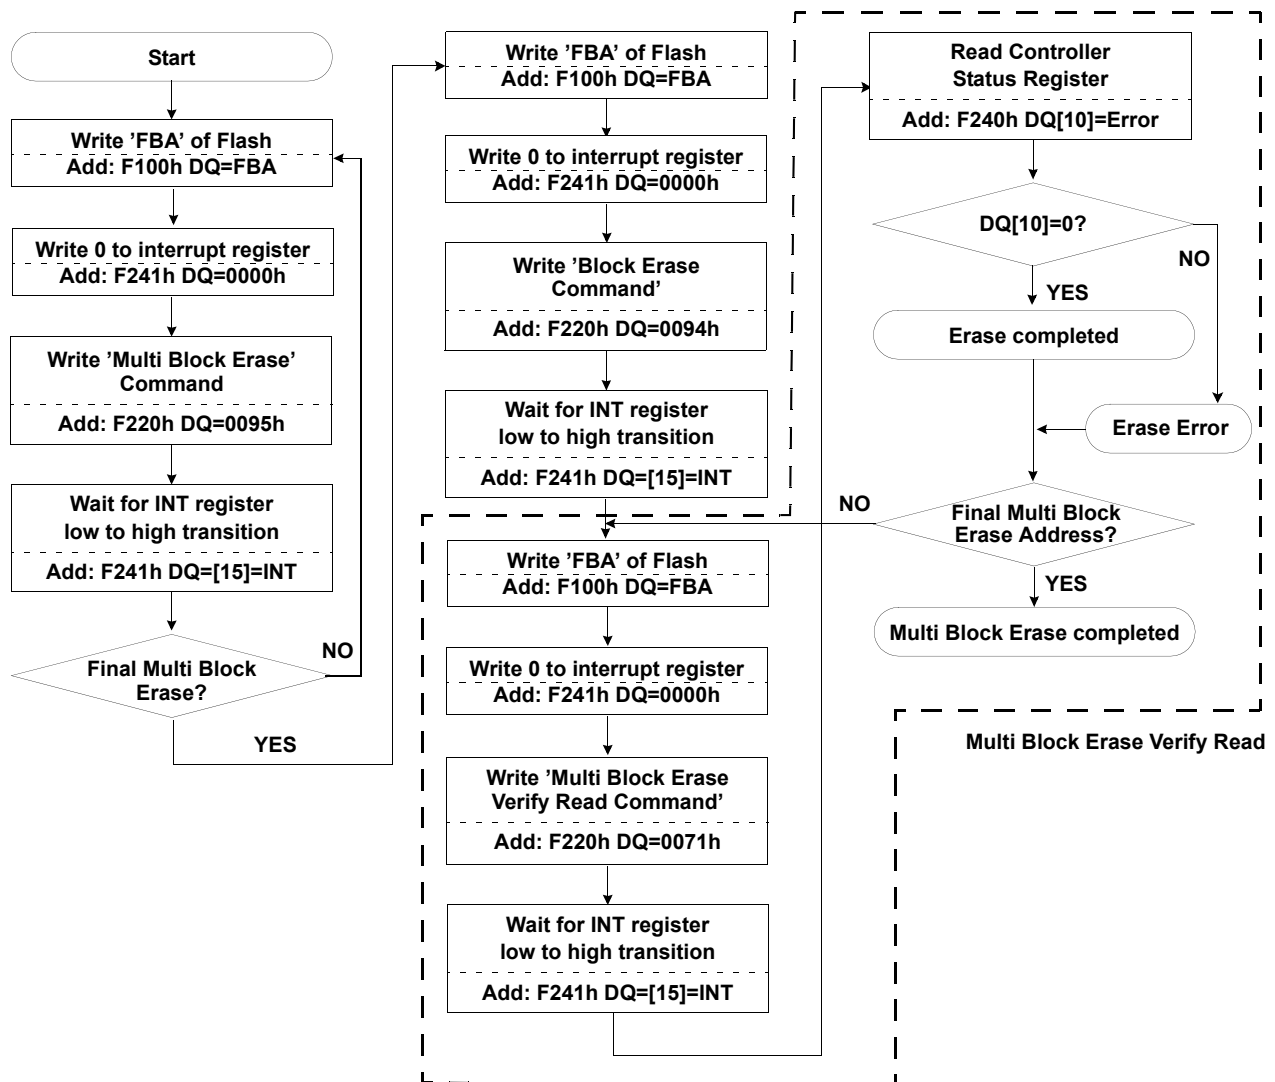 Start
Write ’FBA’ of Flash
Add: F100h DQ=FBA
Write 0 to interrupt register
Add: F241h DQ=0000h
Write ’Multi Block Erase’
Command
Add: F220h DQ=0095h
Wait for INT register
low to high transition
Add: F241h DQ=[15]=INT
Final Multi Block
Erase?
NO
YES
Write ’FBA’ of Flash
Add: F100h DQ=FBA
Write 0 to interrupt register
Add: F241h DQ=0000h
Write ’Block Erase
Command’
Add: F220h DQ=0094h
Wait for INT register
low to high transition
Add: F241h DQ=[15]=INT
Write ’FBA’ of Flash
Add: F100h DQ=FBA
Write 0 to interrupt register
Add: F241h DQ=0000h
Write ’Multi Block Erase
Verify Read Command’
Add: F220h DQ=0071h
Wait for INT register
low to high transition
Add: F241h DQ=[15]=INT
Read Controller
Status Register
Add: F240h DQ[10]=Error
DQ[10]=0?
NO
YES
Erase completed
Erase Error
Final Multi Block
Erase Address?
NO
YES
Multi Block Erase completed
Multi Block Erase Verify Read